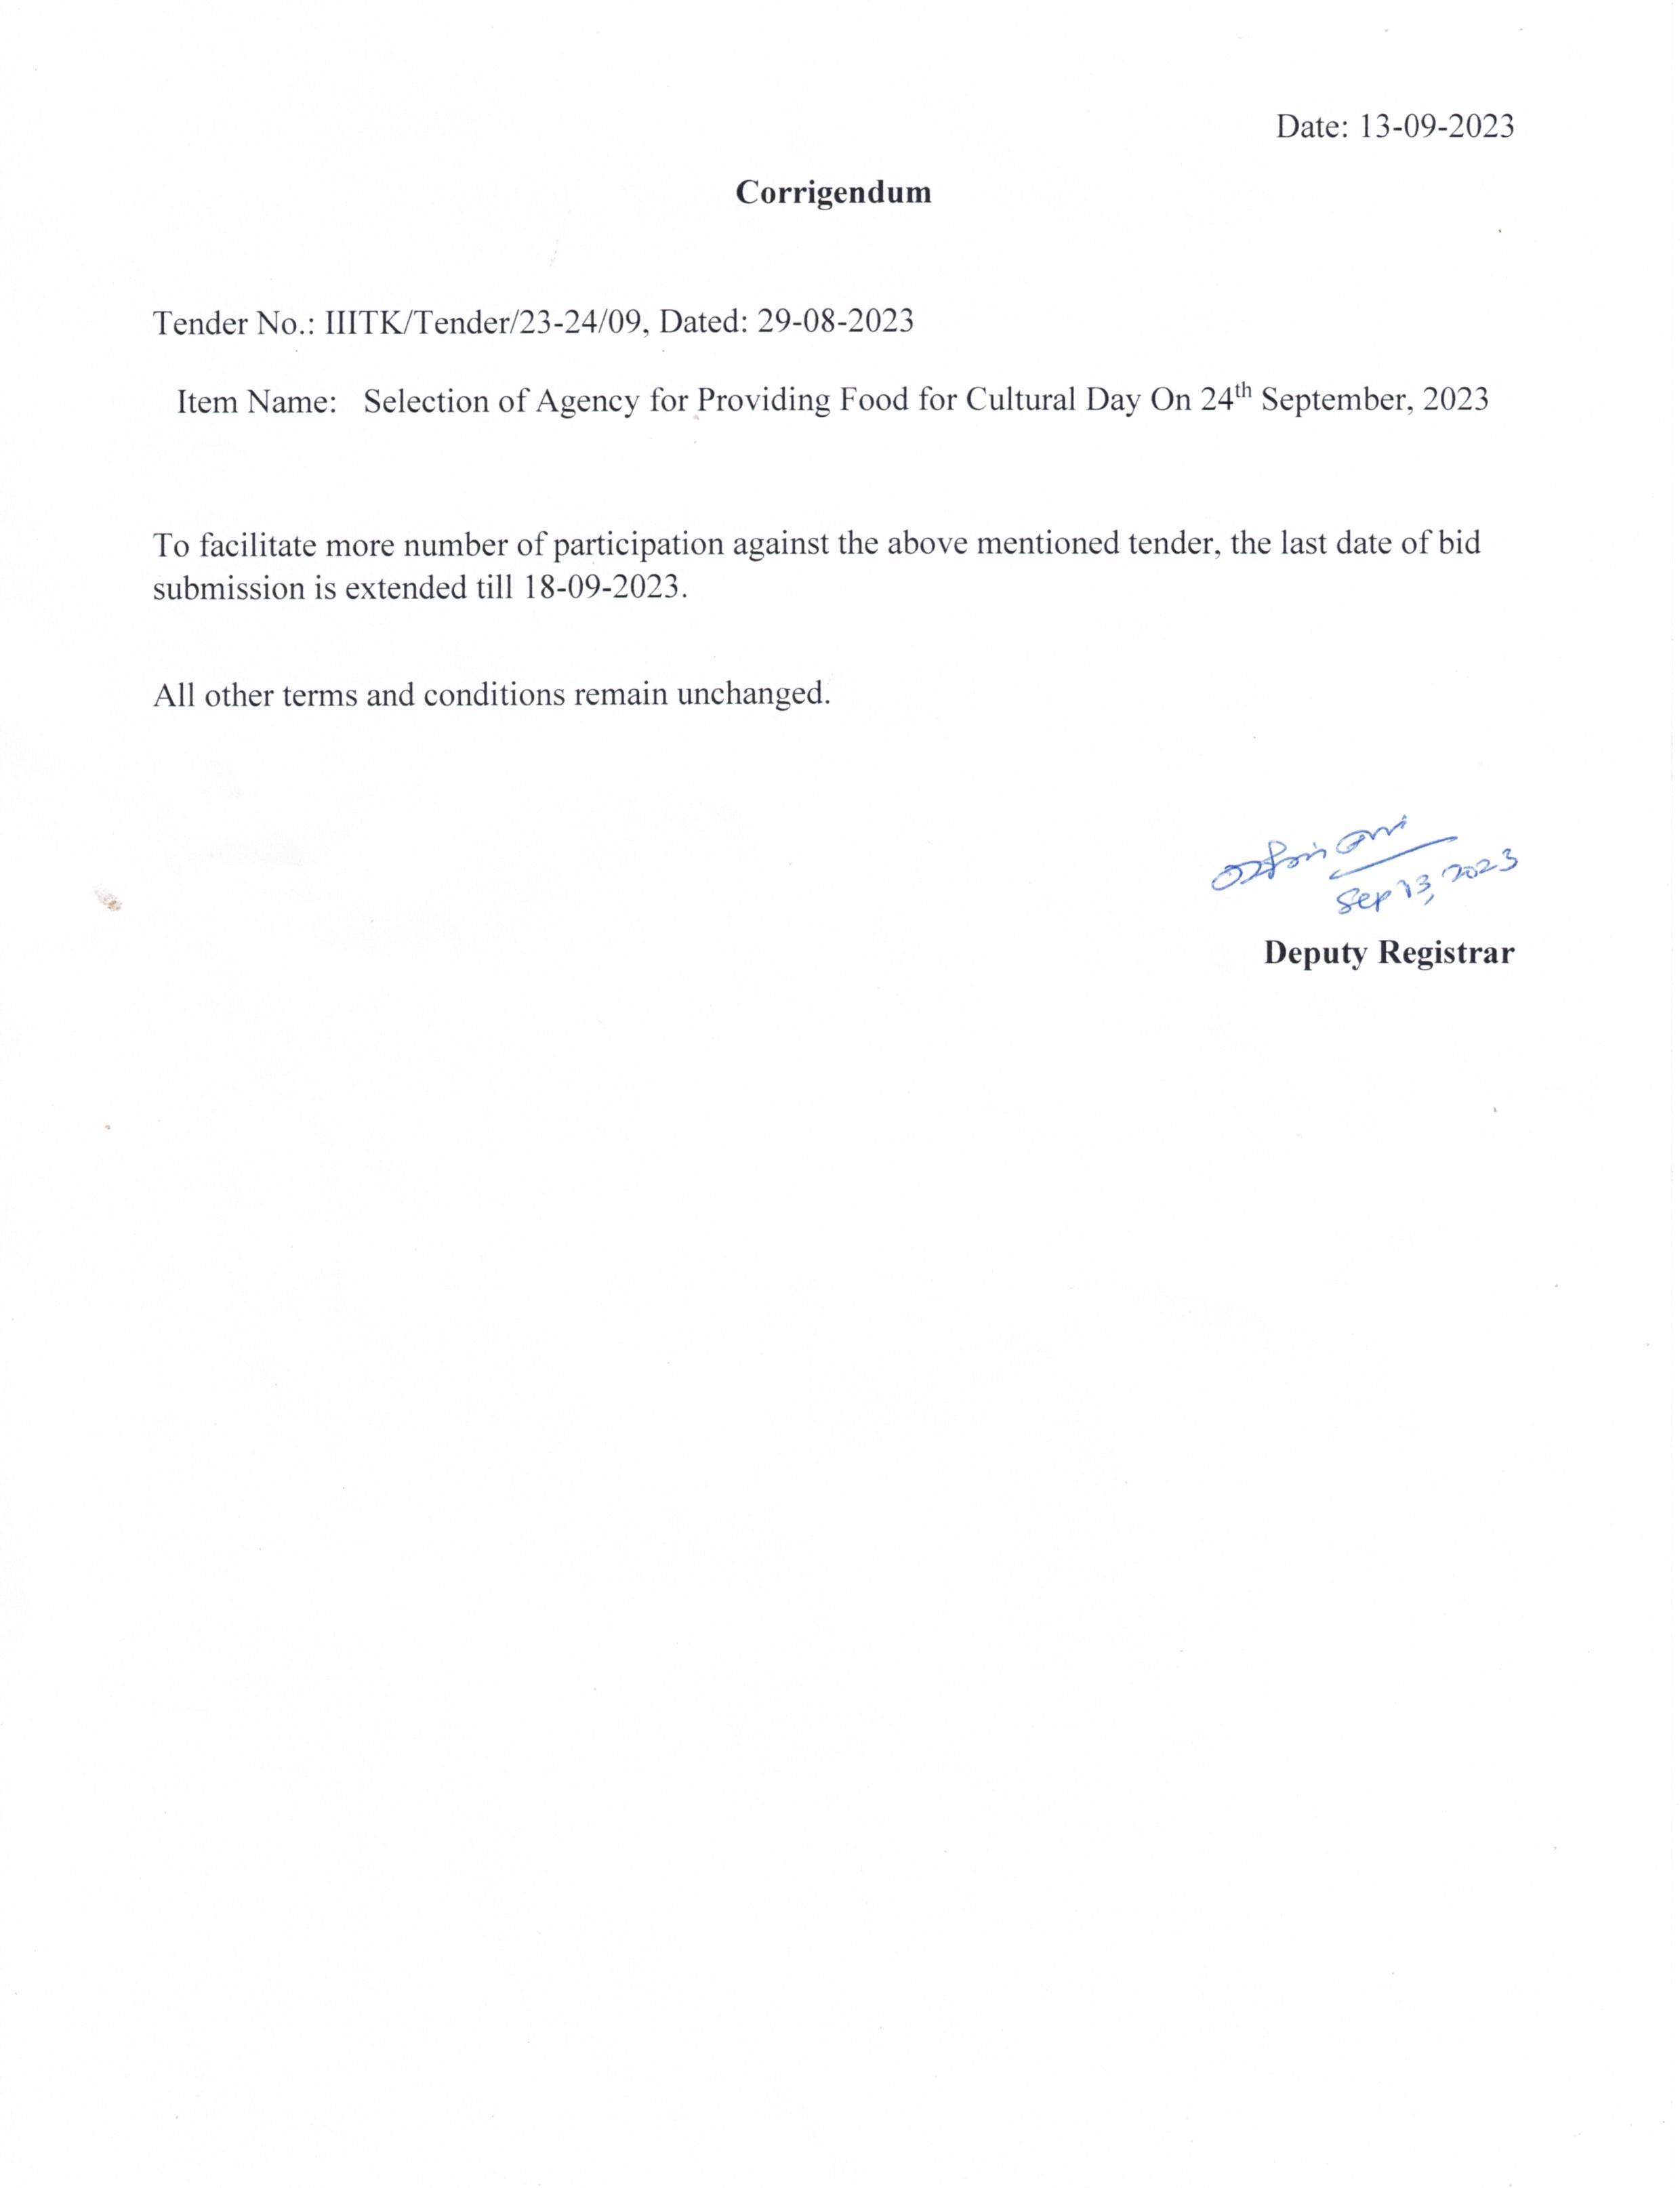 Date: 13-09-2023
Corrigendum
Tender No.: IIITK/Tender/23-24/09, Dated: 29-08-2023
Item Name: Selection of Agency for Providing Food for Cultural Day On 24th September, 2023
To facilitate more number of participation against the above mentioned tender, the last date of bid
submission is extended till 18-09-2023.
All other terms and conditions remain unchanged.
Sep 13, 2023
Deputy Registrar